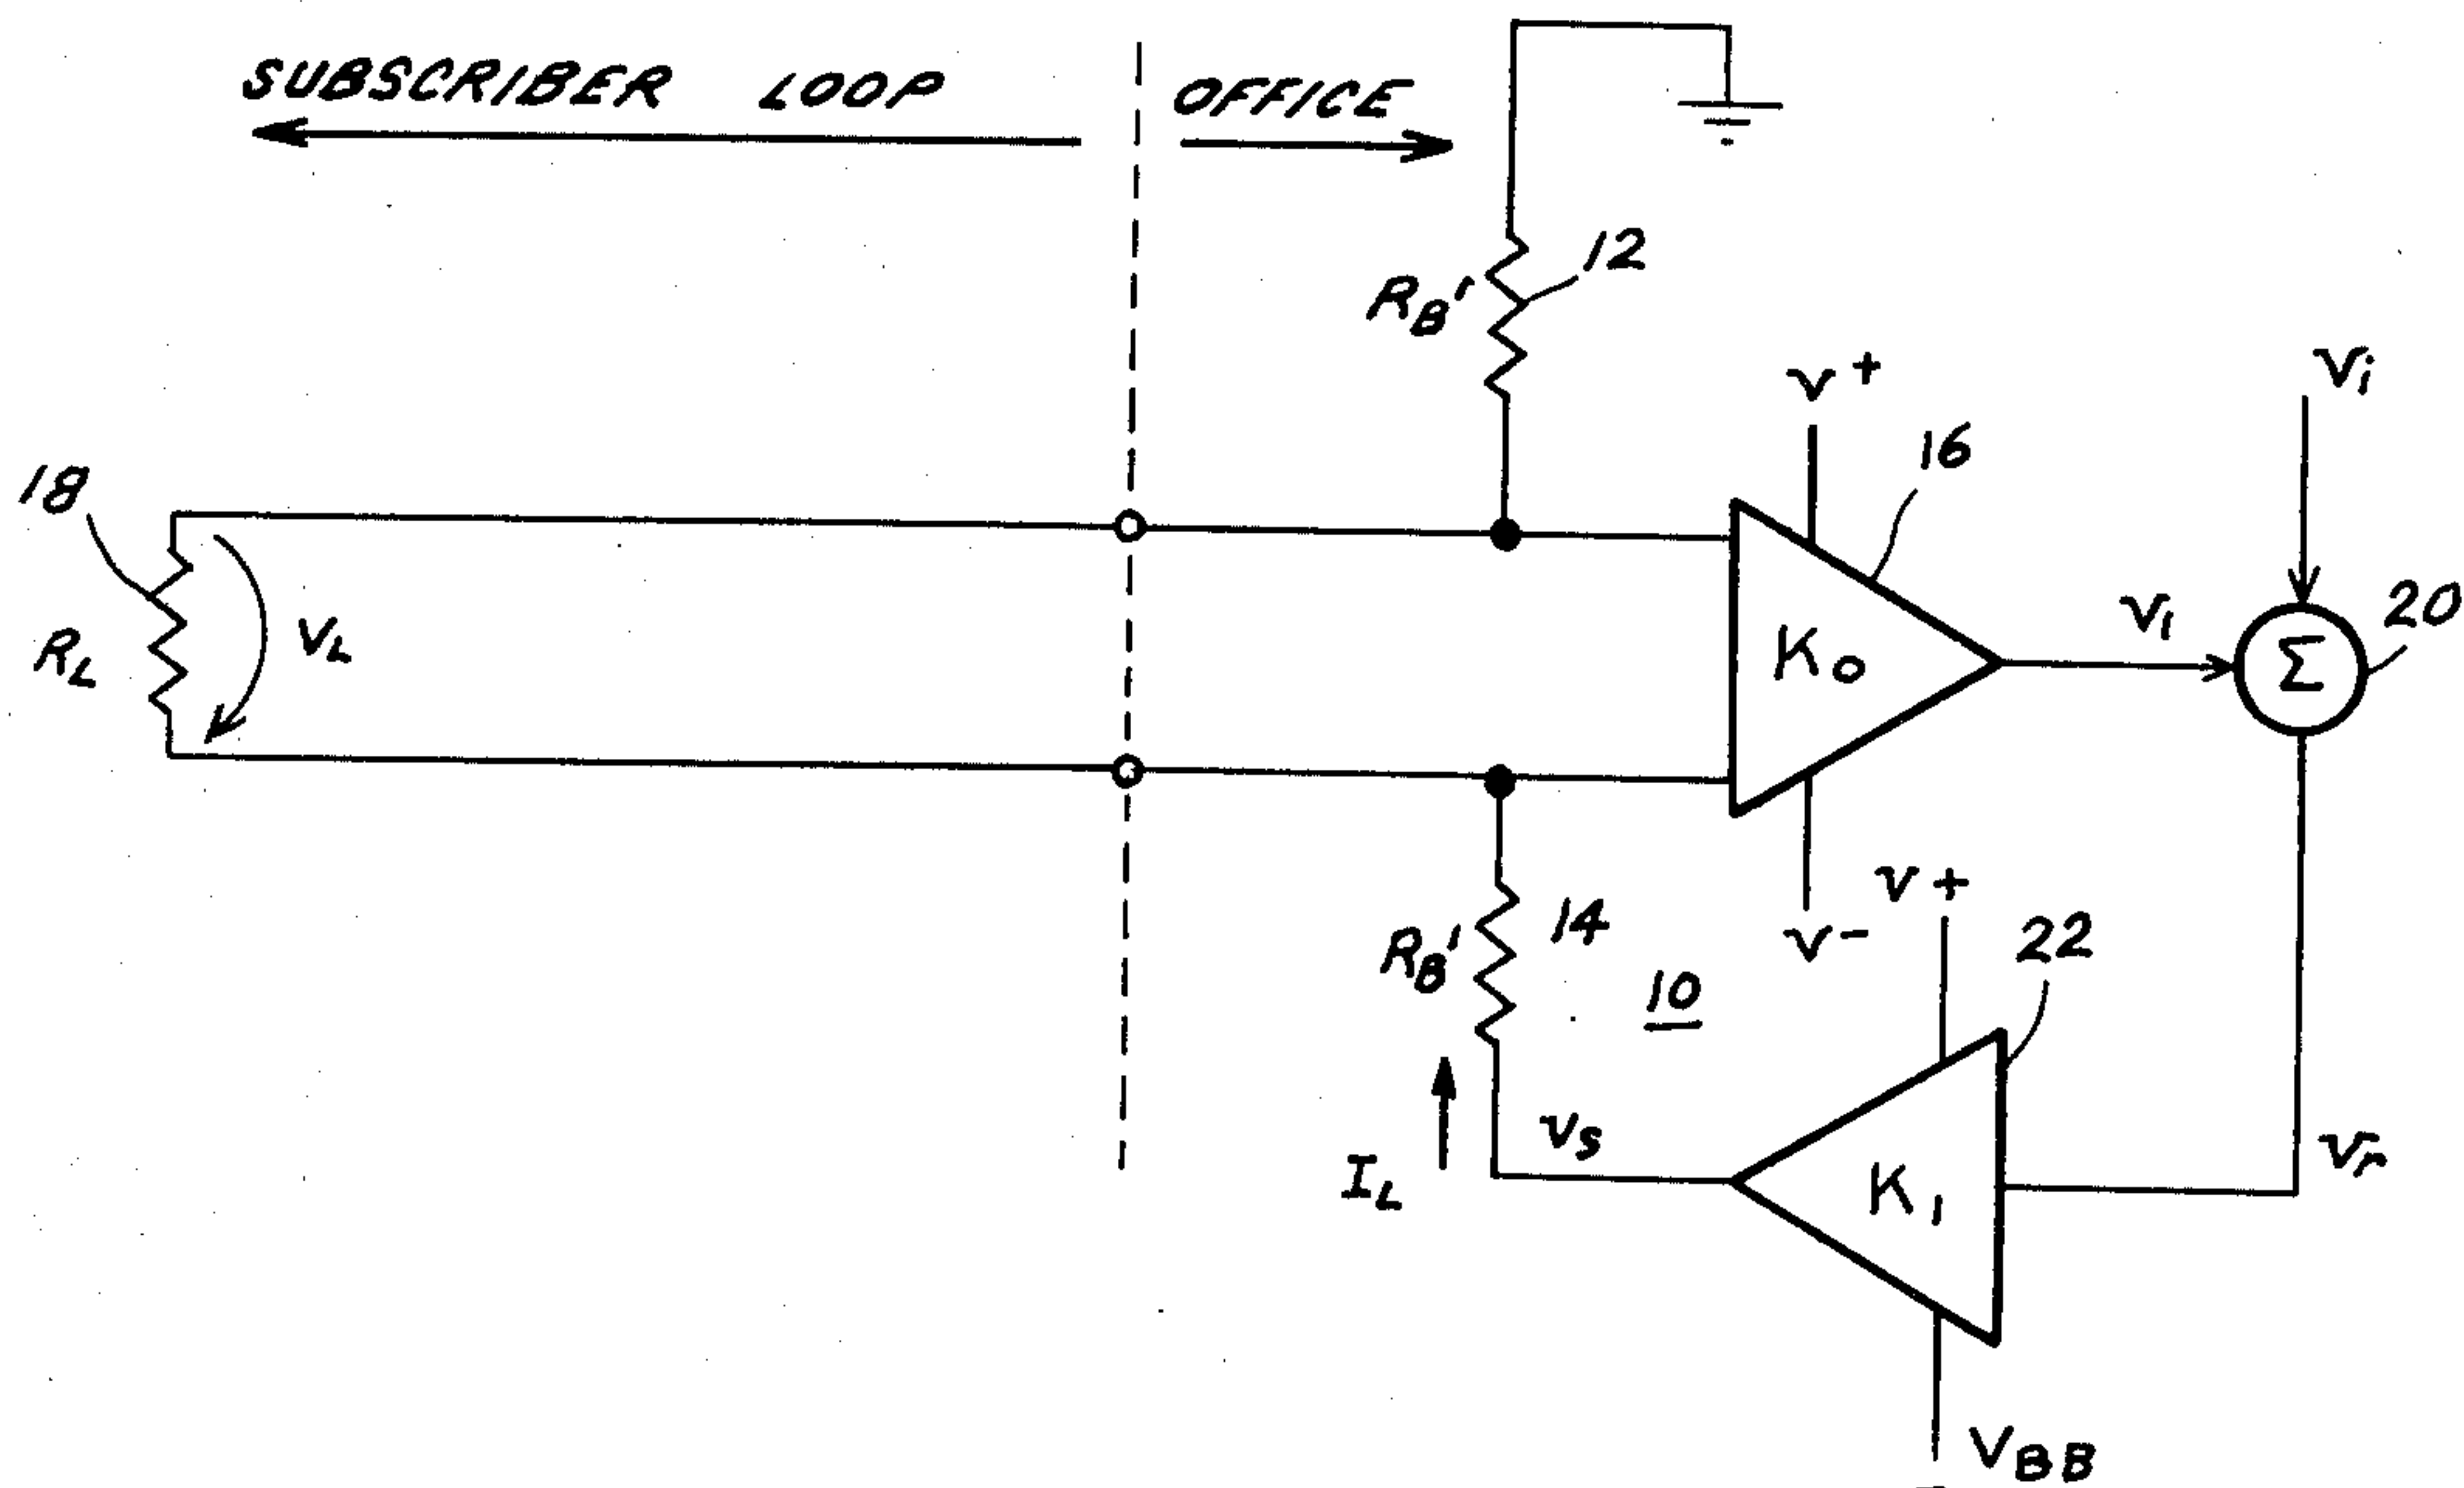 SUBSCRIBER LOOP
OFFICE
12
R_B'
V+
V_i
16
18
R_L
V_L
K_O
V_1
20
Σ
V-
R_B'
14
10
V+
22
I_L
V_S
K_1
V_r
V_BB